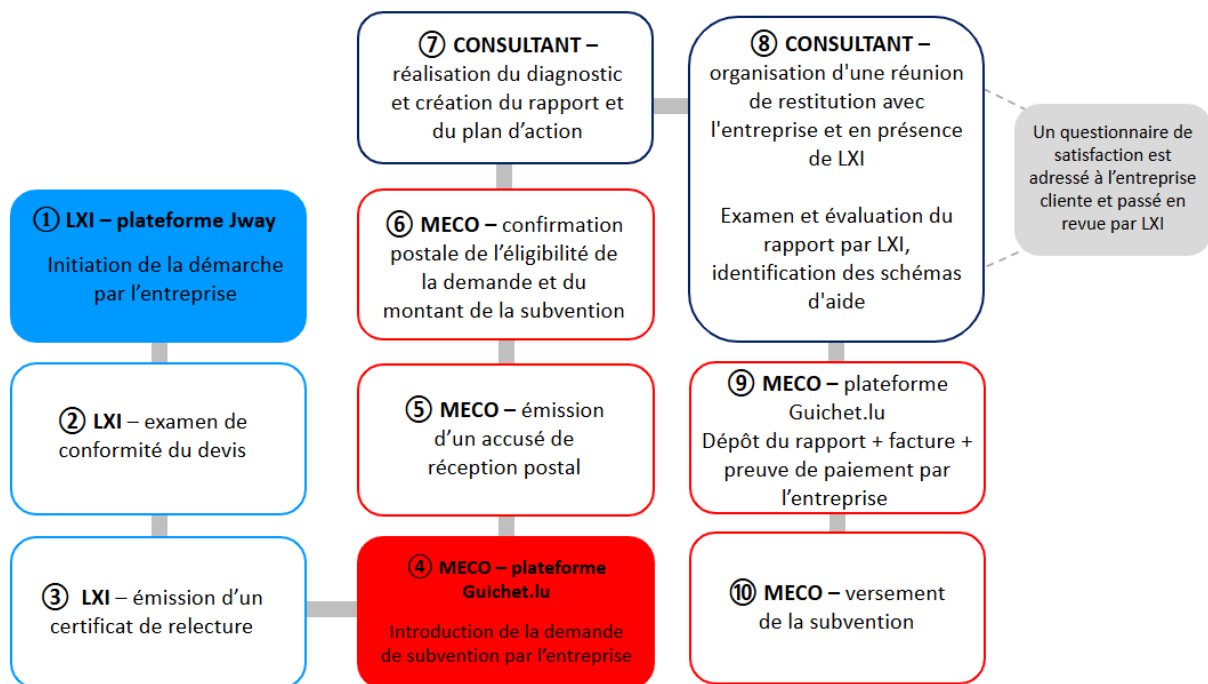 ① LXI – plateforme Jway
Initiation de la démarche
par l’entreprise
② LXI – examen de
conformité du devis
③ LXI – émission d’un
certificat de relecture
④ MECO – plateforme
Guichet.lu
Introduction de la demande
de subvention par l’entreprise
⑤ MECO – émission
d’un accusé de
réception postal
⑥ MECO – confirmation
postale de l’éligibilité de
la demande et du
montant de la subvention
⑦ CONSULTANT –
réalisation du diagnostic
et création du rapport et
du plan d’action
⑧ CONSULTANT –
organisation d'une réunion
de restitution avec
l'entreprise et en présence
de LXI
Examen et évaluation du
rapport par LXI,
identification des schémas
d'aide
Un questionnaire de
satisfaction est
adressé à l’entreprise
cliente et passé en
revue par LXI
⑨ MECO – plateforme
Guichet.lu
Dépôt du rapport + facture +
preuve de paiement par
l’entreprise
⑩ MECO – versement
de la subvention